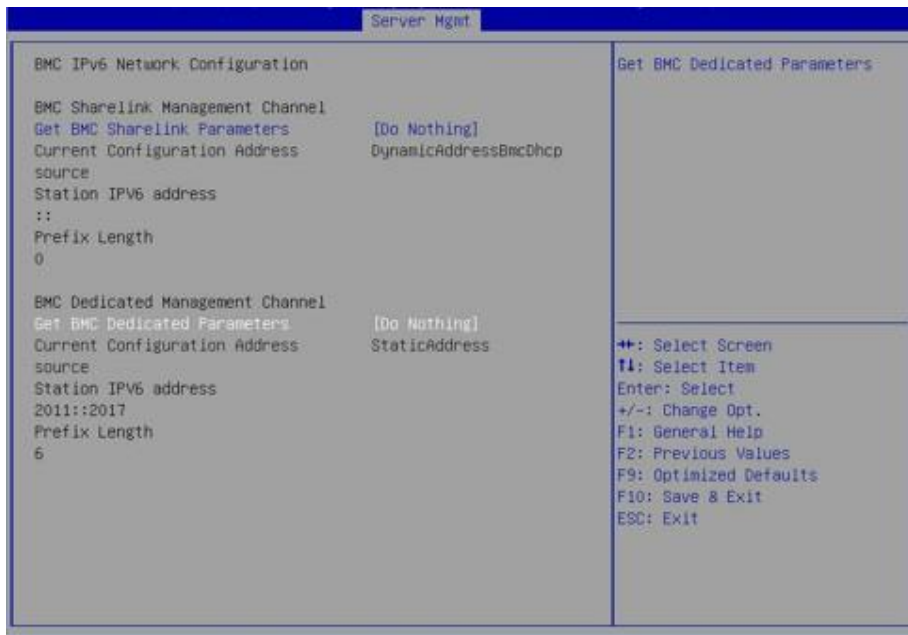 Server Mgmt
BMC IPv6 Network Configuration
BMC Sharelink Management Channel
Get BMC Sharelink Parameters [Do Nothing]
Current Configuration Address DynamicAddressBmcDhcp
source
Station IPV6 address
::
Prefix Length
0
BMC Dedicated Management Channel
Get BMC Dedicated Parameters [Do Nothing]
Current Configuration Address StaticAddress
source
Station IPV6 address
2011::2017
Prefix Length
6
Get BMC Dedicated Parameters
→←: Select Screen
↑↓: Select Item
Enter: Select
+/-: Change Opt.
F1: General Help
F2: Previous Values
F9: Optimized Defaults
F10: Save & Exit
ESC: Exit